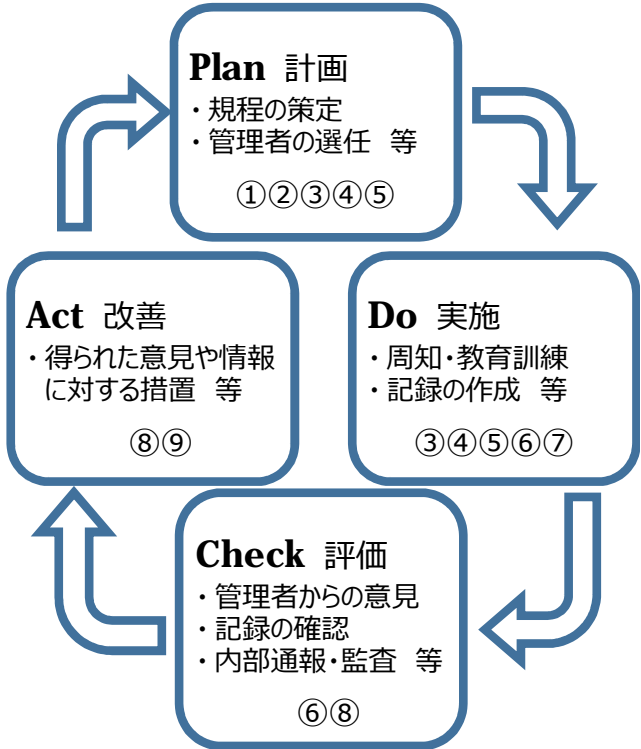 Plan 計画
・規程の策定
・管理者の選任 等
①②③④⑤
Act 改善
・得られた意見や情報
に対する措置 等
⑧⑨
Do 実施
・周知・教育訓練
・記録の作成 等
③④⑤⑥⑦
Check 評価
・管理者からの意見
・記録の確認
・内部通報・監査 等
⑥⑧